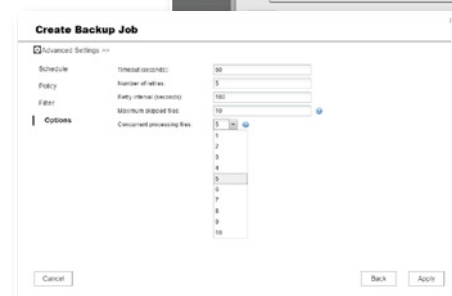 Create Backup Job
Advanced Settings >>
Schedule
Policy
Filter
Options
Timeout (seconds): 60
Number of retries: 5
Retry interval (seconds): 180
Maximum skipped files: 10
Concurrent processing files: 5
1
2
3
4
5
6
7
8
9
10
Cancel
Back
Apply